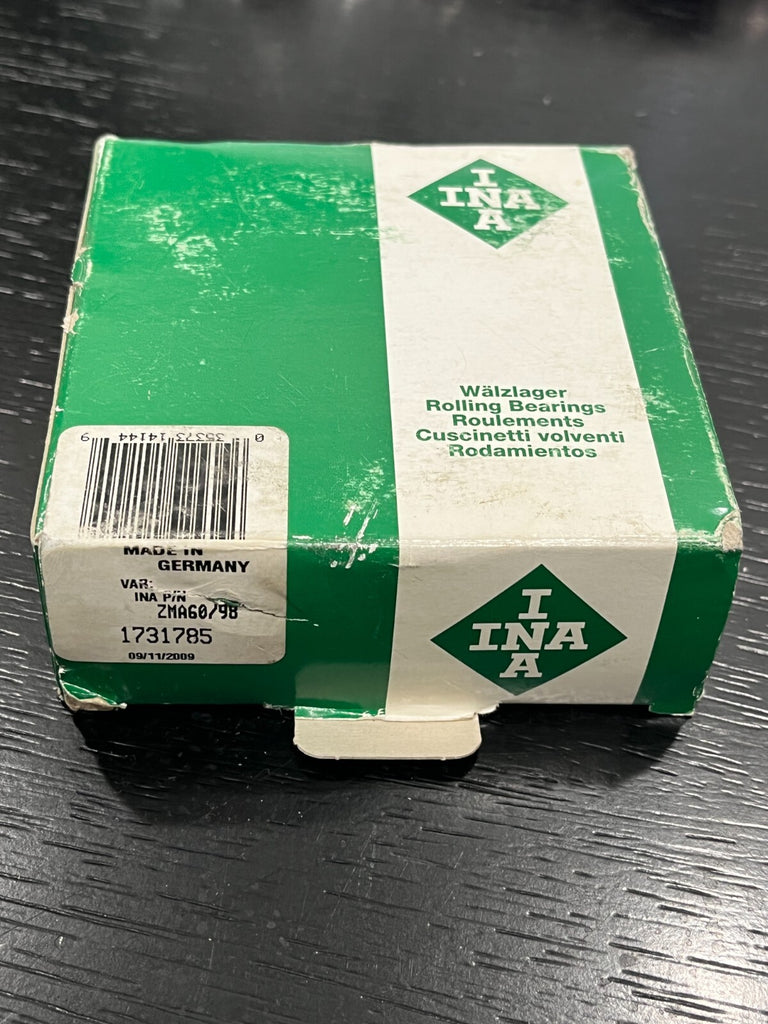 I
INA
A
Wälzlager
Rolling Bearings
Roulements
Cuscinetti volventi
Rodamientos
0 35373 14144 9
MADE IN
GERMANY
VAR:
INA P/N
ZMA60/98
1731785
09/11/2009
I
INA
A